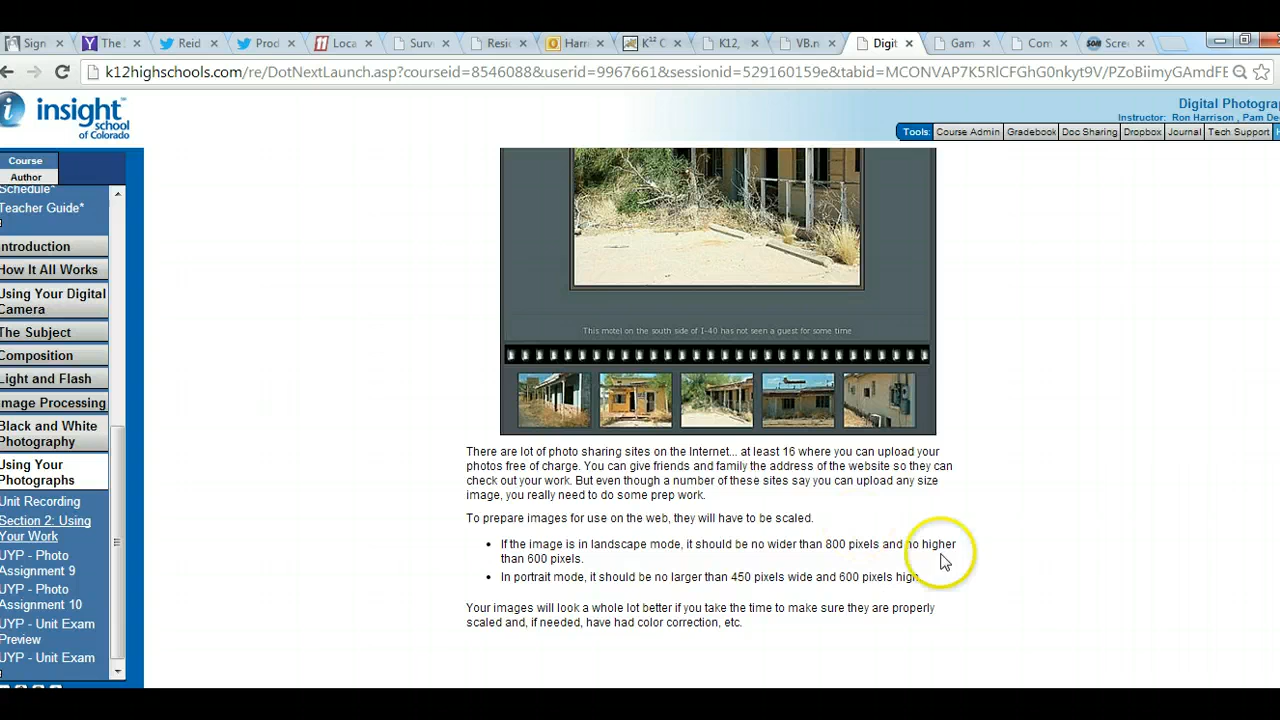 Sign
The
Reid
Prod
Loca
Surv
Resid
Harri
K¹² C
K12,
VB.n
Digit
Gam
Com
Scre
k12highschools.com/re/DotNextLaunch.asp?courseid=8546088&userid=9967661&sessionid=529160159e&tabid=MCONVAP7K5RlCFGhG0nkyt9V/PZoBiimyGAmdFE
insight
school
of Colorado
Digital Photogra
Instructor: Ron Harrison , Pam De
Tools: Course Admin Gradebook Doc Sharing Dropbox Journal Tech Support H
Course
Author
Schedule*
Teacher Guide*
Introduction
How It All Works
Using Your Digital
Camera
The Subject
Composition
Light and Flash
Image Processing
Black and White
Photography
Using Your
Photographs
Unit Recording
Section 2: Using
Your Work
UYP - Photo
Assignment 9
UYP - Photo
Assignment 10
UYP - Unit Exam
Preview
UYP - Unit Exam
This motel on the south side of I-40 has not seen a guest for some time
There are lot of photo sharing sites on the Internet... at least 16 where you can upload your
photos free of charge. You can give friends and family the address of the website so they can
check out your work. But even though a number of these sites say you can upload any size
image, you really need to do some prep work.
To prepare images for use on the web, they will have to be scaled.
• If the image is in landscape mode, it should be no wider than 800 pixels and no higher
than 600 pixels.
• In portrait mode, it should be no larger than 450 pixels wide and 600 pixels high.
Your images will look a whole lot better if you take the time to make sure they are properly
scaled and, if needed, have had color correction, etc.